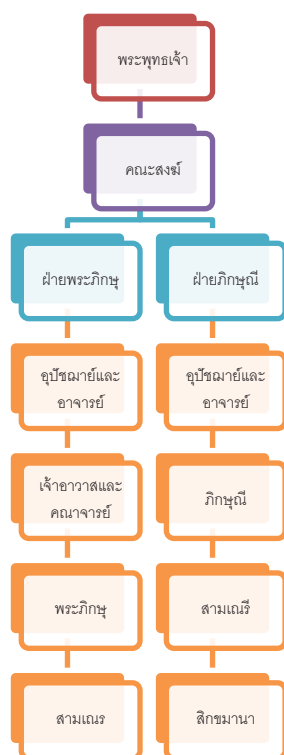 พระพุทธเจ้า
คณะสงฆ์
ฝ่ายพระภิกษุ
ฝ่ายภิกษุณี
อุปัชฌาย์และ
อาจารย์
อุปัชฌาย์และ
อาจารย์
เจ้าอาวาสและ
คณาจารย์
ภิกษุณี
พระภิกษุ
สามเณรี
สามเณร
สิกขมานา